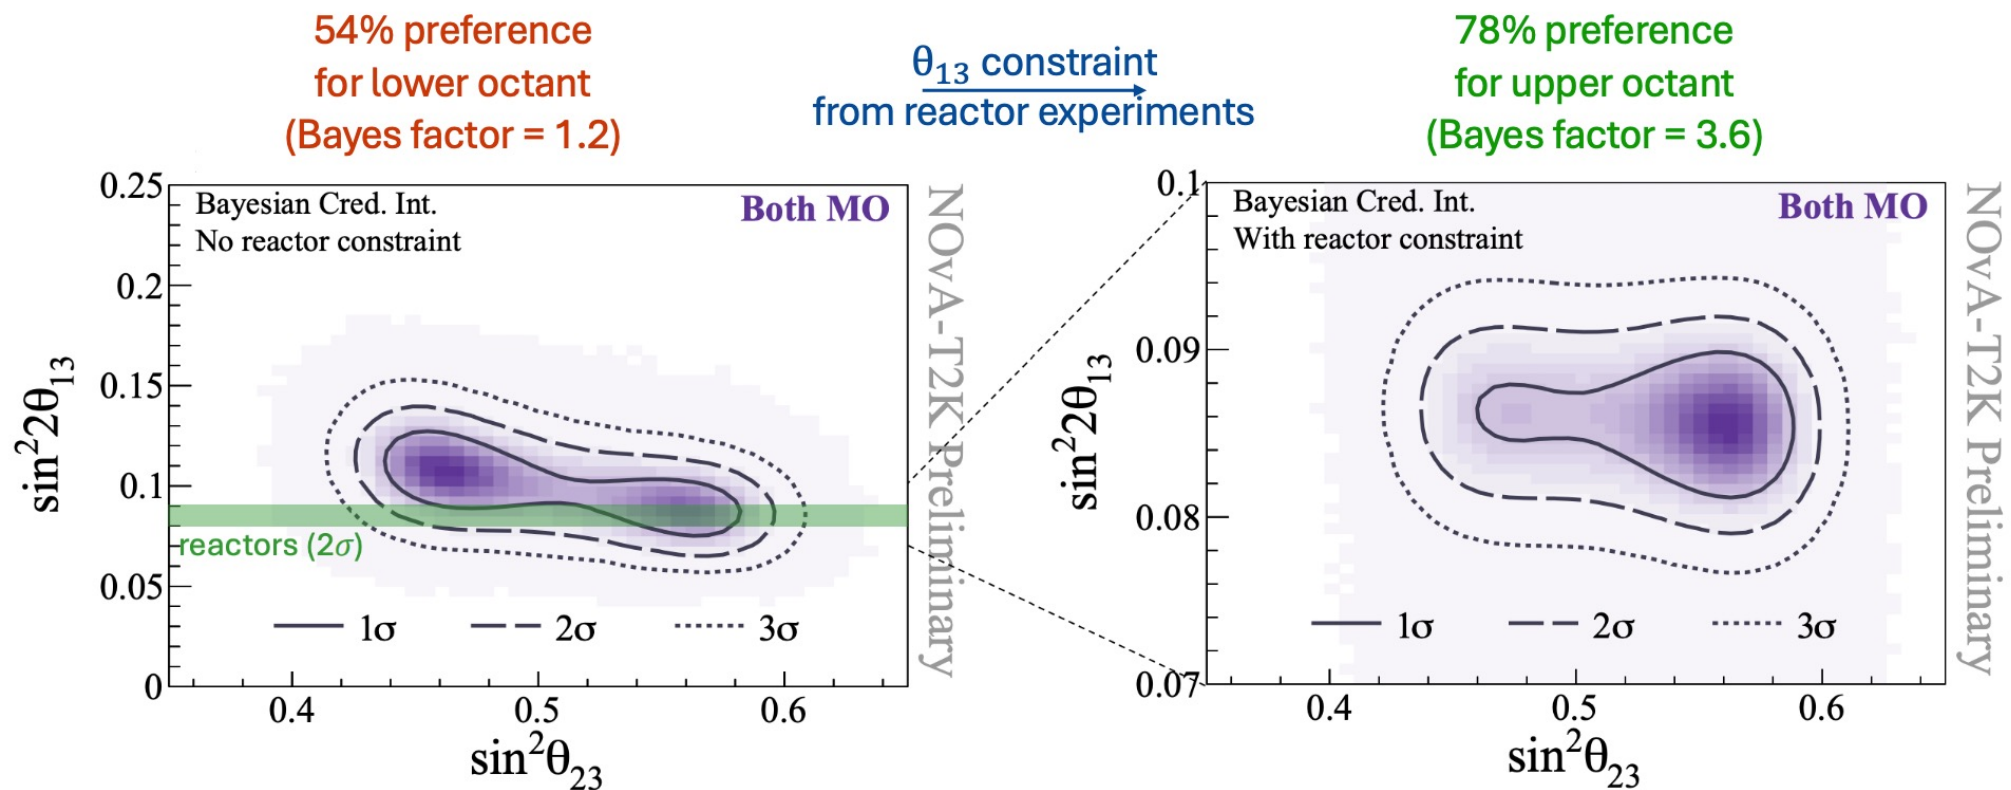 54% preference
for lower octant
(Bayes factor = 1.2)
θ₁₃ constraint
from reactor experiments
78% preference
for upper octant
(Bayes factor = 3.6)
Bayesian Cred. Int.
No reactor constraint
Both MO
0.25
0.2
0.15
0.1
0.05
0
sin²2θ₁₃
reactors (2σ)
1σ
2σ
3σ
0.4
0.5
0.6
sin²θ₂₃
NOvA-T2K Preliminary
Bayesian Cred. Int.
With reactor constraint
Both MO
0.1
0.09
0.08
0.07
sin²2θ₁₃
1σ
2σ
3σ
0.4
0.5
0.6
sin²θ₂₃
NOvA-T2K Preliminary